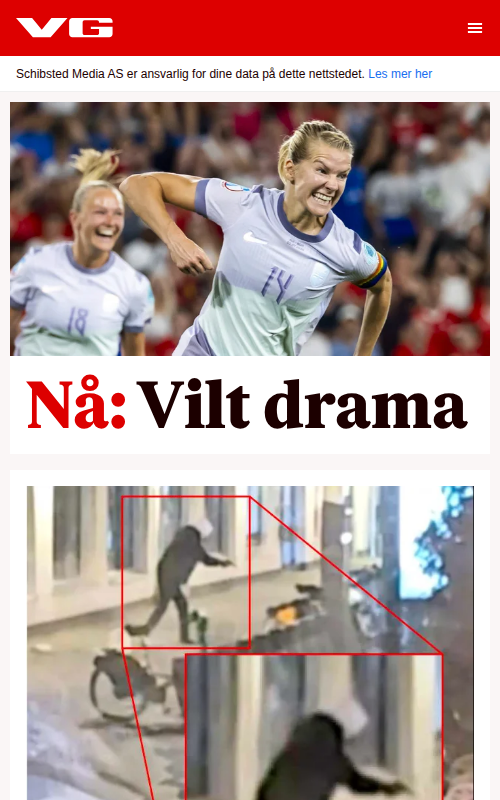 VG
Schibsted Media AS er ansvarlig for dine data på dette nettstedet. Les mer her
14
18
Nå: Vilt drama